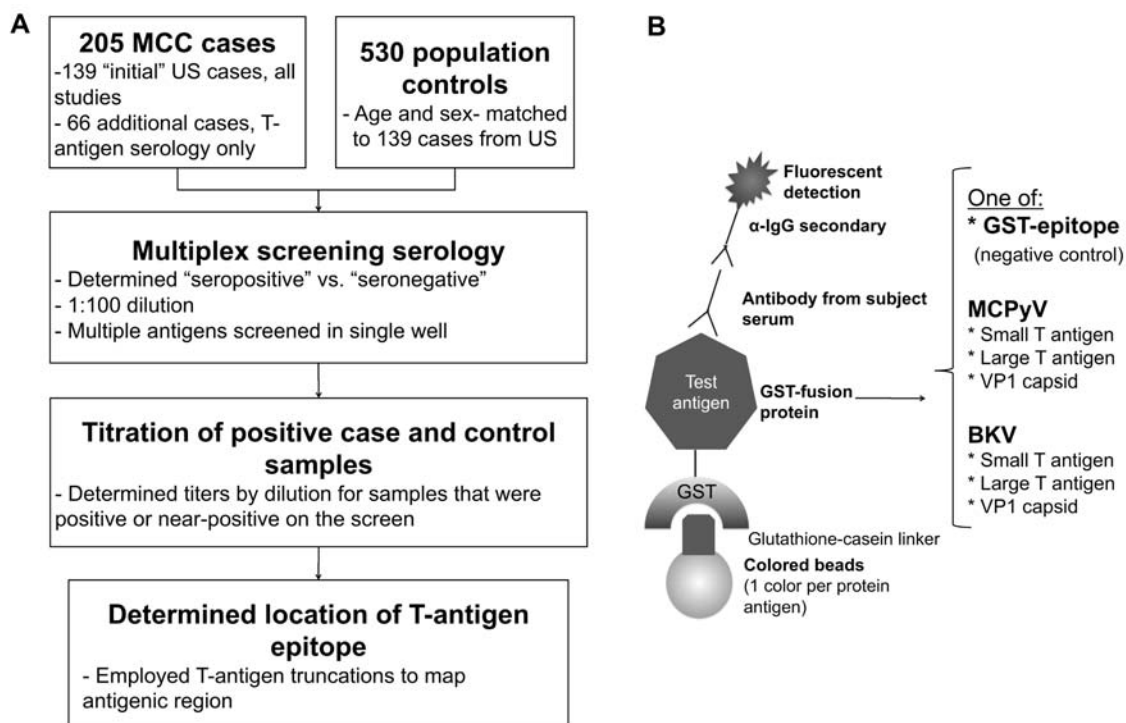 A
205 MCC cases
-139 “initial” US cases, all
studies
- 66 additional cases, T-
antigen serology only
530 population
controls
- Age and sex- matched
to 139 cases from US
Multiplex screening serology
- Determined “seropositive” vs. “seronegative”
- 1:100 dilution
- Multiple antigens screened in single well
Titration of positive case and control
samples
- Determined titers by dilution for samples that were
positive or near-positive on the screen
Determined location of T-antigen
epitope
- Employed T-antigen truncations to map
antigenic region
B
Fluorescent
detection
α-IgG secondary
Antibody from subject
serum
Test
antigen
GST-fusion
protein
GST
Glutathione-casein linker
Colored beads
(1 color per protein
antigen)
One of:
* GST-epitope
(negative control)
MCPyV
* Small T antigen
* Large T antigen
* VP1 capsid
BKV
* Small T antigen
* Large T antigen
* VP1 capsid